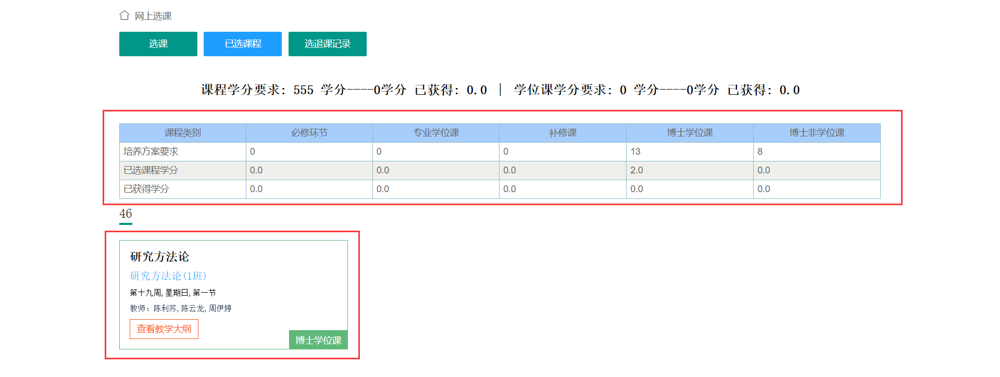 网上选课
选课 已选课程 选退课记录
课程学分要求: 555 学分----0学分 已获得: 0.0 | 学位课学分要求: 0 学分----0学分 已获得: 0.0
课程类别 必修环节 专业学位课 补修课 博士学位课 博士非学位课
培养方案要求 0 0 0 13 8
已选课程学分 0.0 0.0 0.0 2.0 0.0
已获得学分 0.0 0.0 0.0 0.0 0.0
46
研究方法论
研究方法论(1班)
第十九周, 星期日, 第一节
教师: 陈利苏, 陈云龙, 周伊婷
查看教学大纲
博士学位课